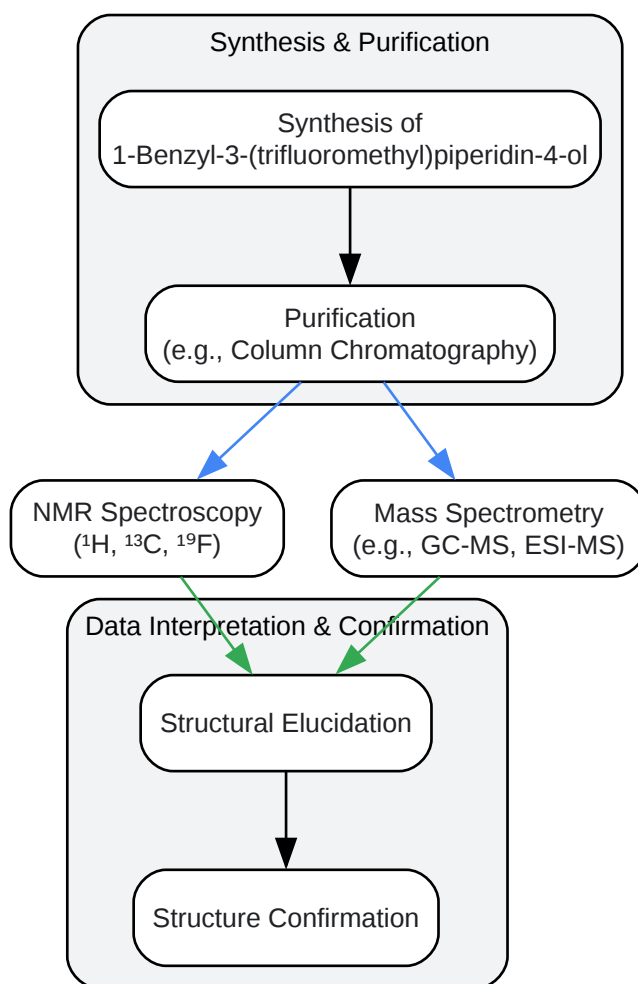 Synthesis & Purification
Synthesis of
1-Benzyl-3-(trifluoromethyl)piperidin-4-ol
Purification
(e.g., Column Chromatography)
NMR Spectroscopy
(¹H, ¹³C, ¹⁹F)
Mass Spectrometry
(e.g., GC-MS, ESI-MS)
Data Interpretation & Confirmation
Structural Elucidation
Structure Confirmation